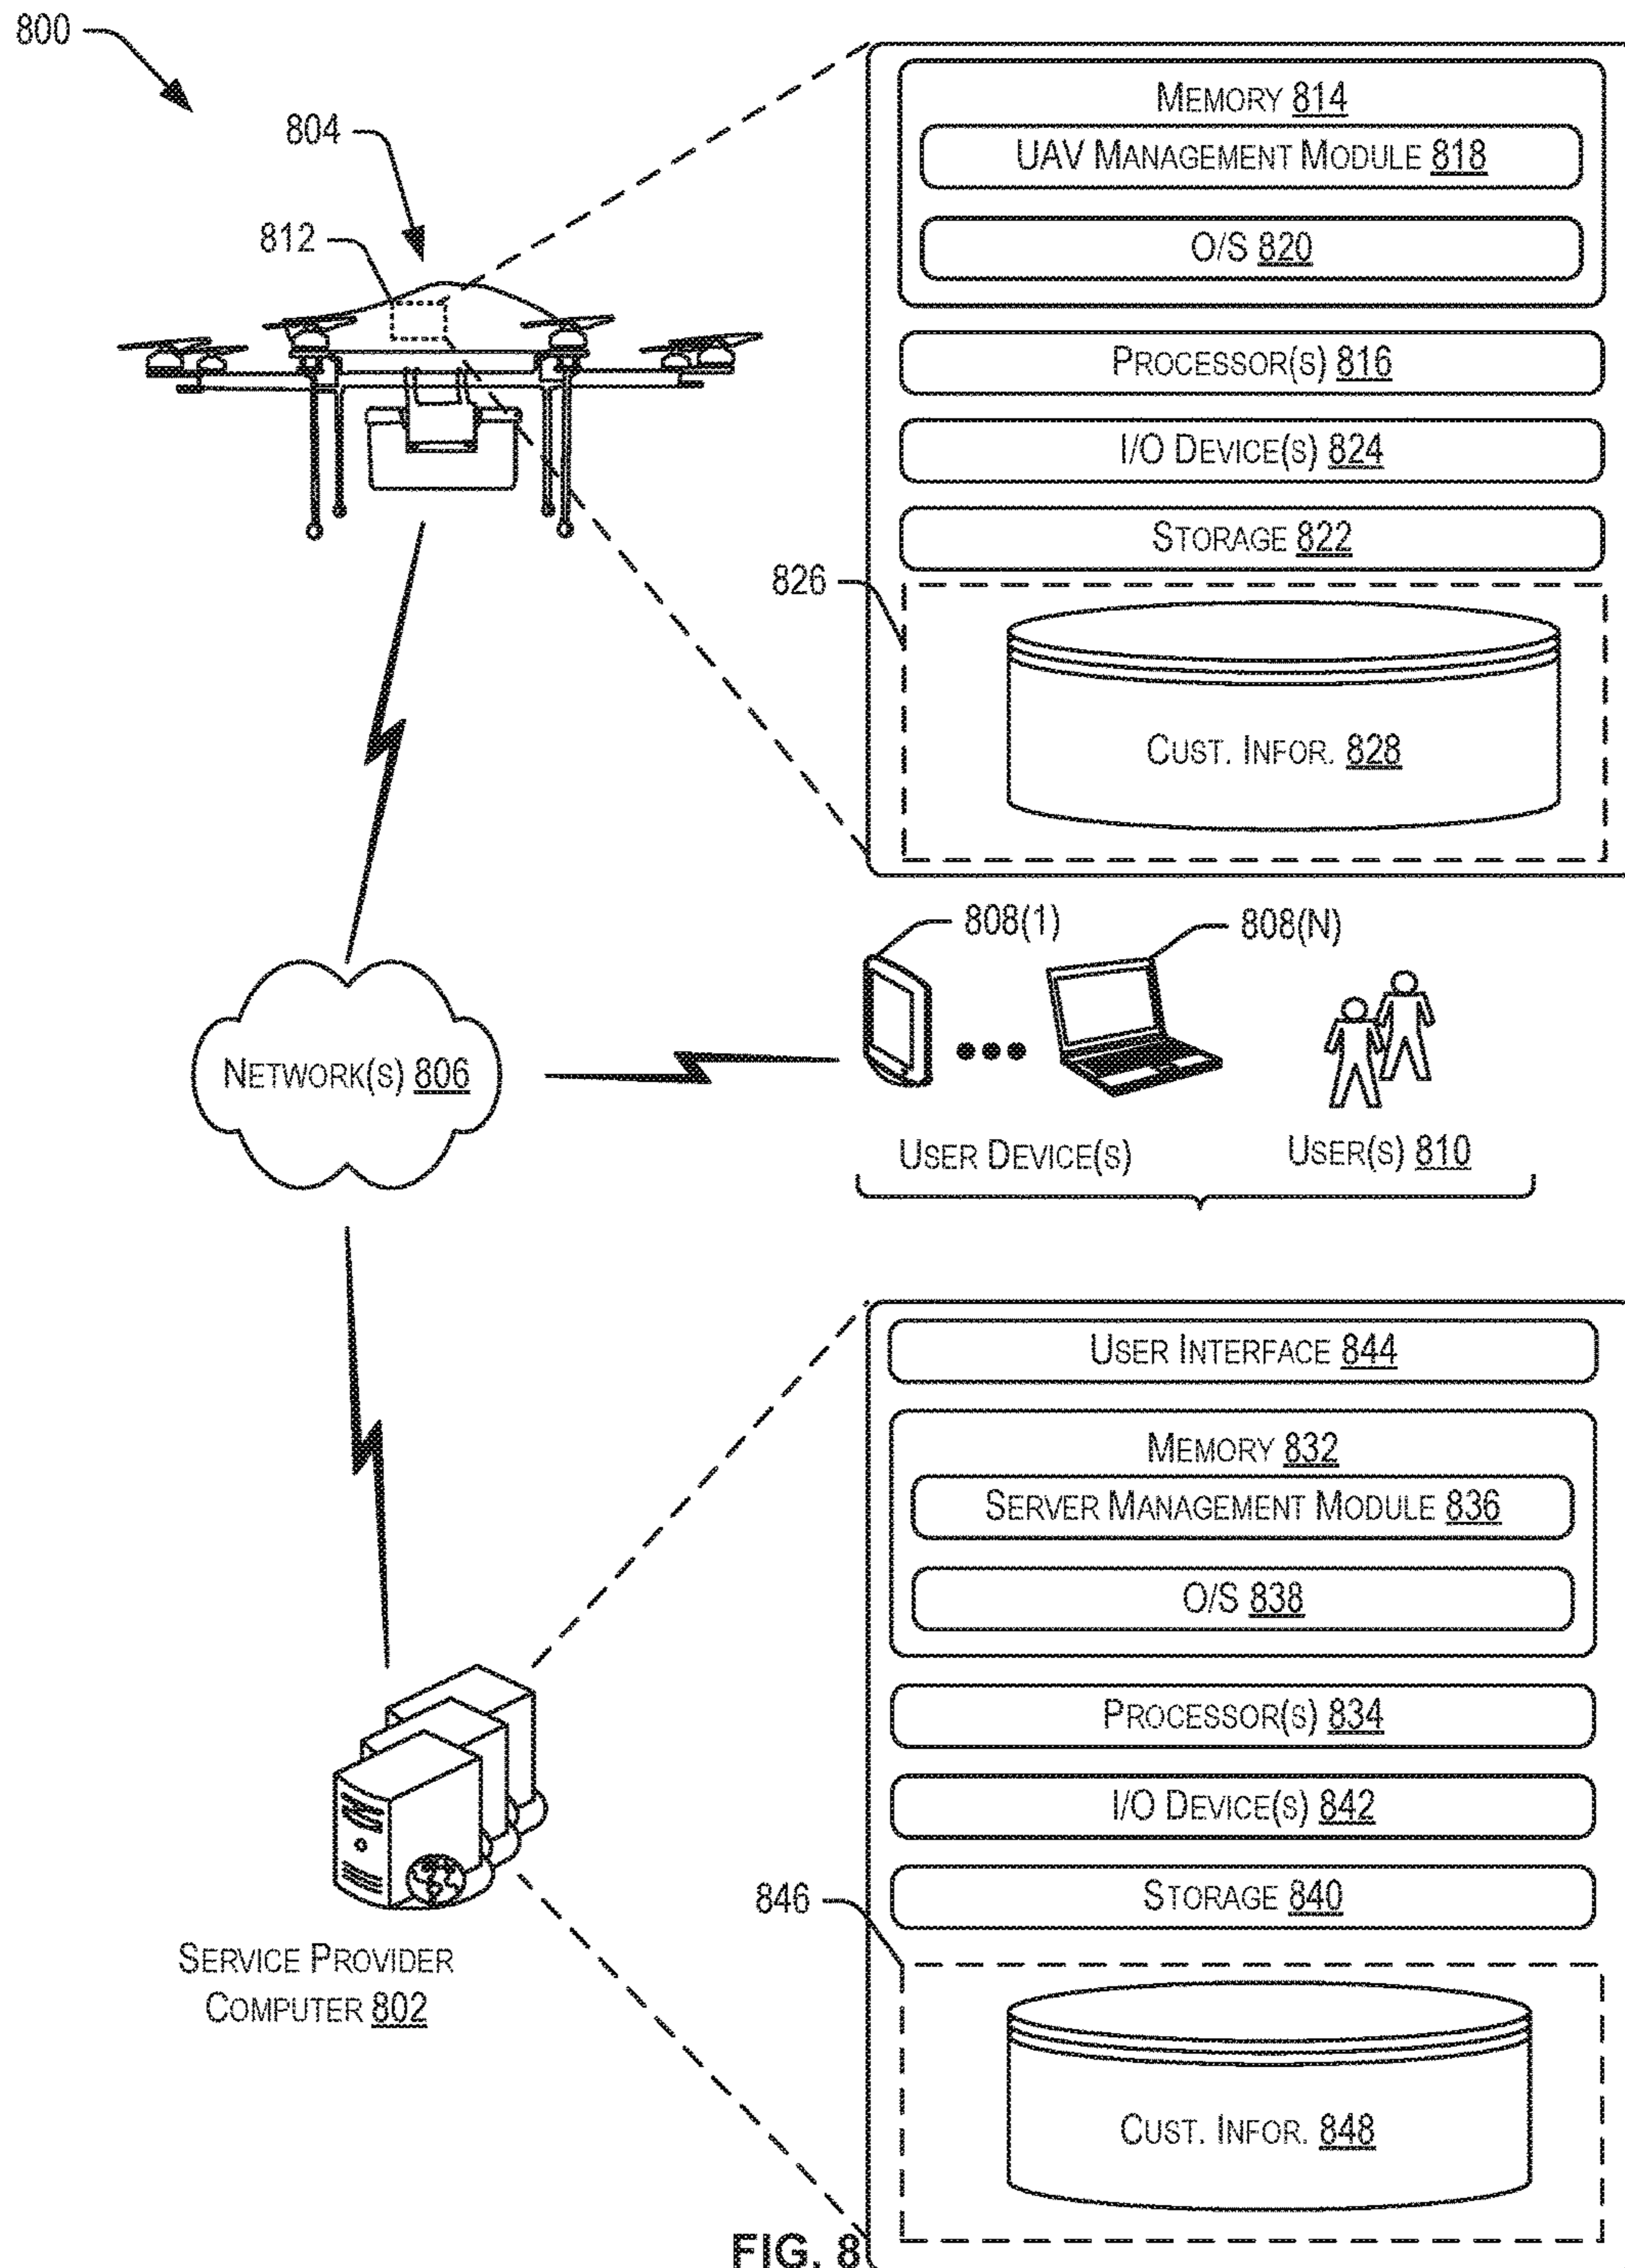 800
804
812
MEMORY 814
UAV MANAGEMENT MODULE 818
O/S 820
PROCESSOR(S) 816
I/O DEVICE(S) 824
STORAGE 822
826
CUST. INFOR. 828
808(1)
808(N)
NETWORK(S) 806
USER DEVICE(S)
USER(S) 810
USER INTERFACE 844
MEMORY 832
SERVER MANAGEMENT MODULE 836
O/S 838
PROCESSOR(S) 834
I/O DEVICE(S) 842
STORAGE 840
846
SERVICE PROVIDER
COMPUTER 802
CUST. INFOR. 848
FIG. 8